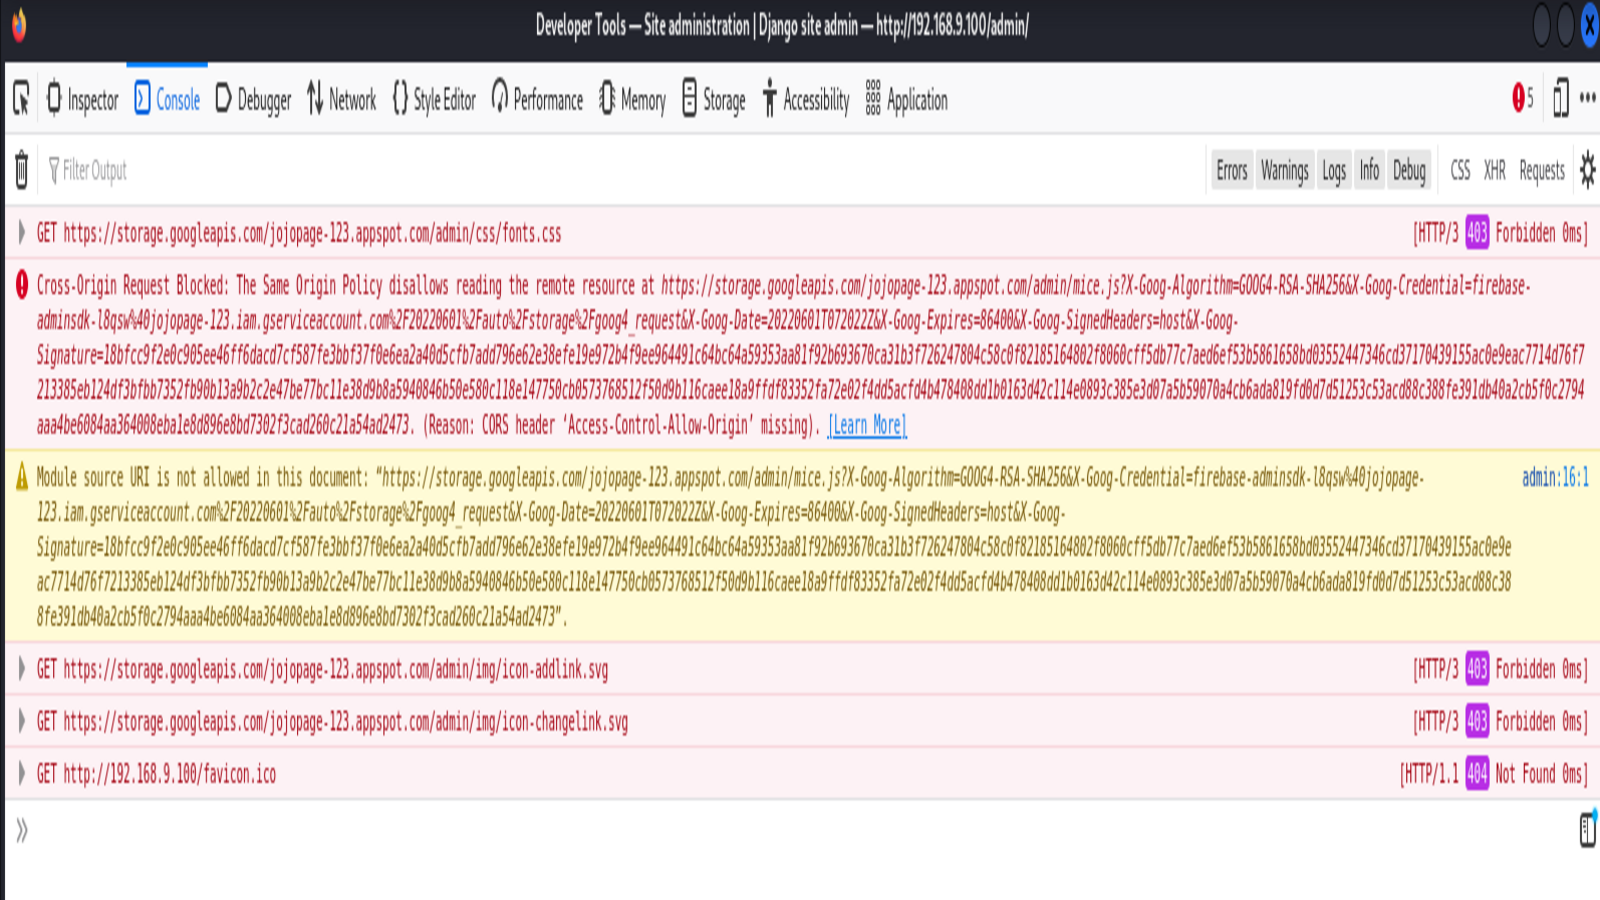 Developer Tools — Site administration | Django site admin — http://192.168.9.100/admin/
Inspector Console Debugger Network Style Editor Performance Memory Storage Accessibility Application 5
Filter Output Errors Warnings Logs Info Debug CSS XHR Requests
GET https://storage.googleapis.com/jojopage-123.appspot.com/admin/css/fonts.css [HTTP/3 403 Forbidden 0ms]
Cross-Origin Request Blocked: The Same Origin Policy disallows reading the remote resource at https://storage.googleapis.com/jojopage-123.appspot.com/admin/mice.js?X-Goog-Algorithm=GOOG4-RSA-SHA256&X-Goog-Credential=firebase-
adminsdk-l8qsw%40jojopage-123.iam.gserviceaccount.com%2F20220601%2Fauto%2Fstorage%2Fgoog4_request&X-Goog-Date=20220601T072022Z&X-Goog-Expires=86400&X-Goog-SignedHeaders=host&X-Goog-
Signature=18bfcc9f2e0c905ee46ff6dacd7cf587fe3bbf37f0e6ea2a40d5cfb7add796e62e38efe19e972b4f9ee964491c64bc64a59353aa81f92b693670ca31b3f726247804c58c0f82185164802f8060cff5db77c7aed6ef53b5861658bd03552447346cd37170439155ac0e9eac7714d76f7
213385eb124df3bfbb7352fb90b13a9b2c2e47be77bc11e38d9b8a5940846b50e580c118e147750cb0573768512f50d9b116caee18a9ffdf83352fa72e02f4dd5acfd4b478408dd1b0163d42c114e0893c385e3d07a5b59070a4cb6ada819fd0d7d51253c53acd88c388fe391db40a2cb5f0c2794
aaa4be6084aa364008eba1e8d896e8bd7302f3cad260c21a54ad2473. (Reason: CORS header ‘Access-Control-Allow-Origin’ missing). [Learn More]
Module source URI is not allowed in this document: “https://storage.googleapis.com/jojopage-123.appspot.com/admin/mice.js?X-Goog-Algorithm=GOOG4-RSA-SHA256&X-Goog-Credential=firebase-adminsdk-l8qsw%40jojopage- admin:16:1
123.iam.gserviceaccount.com%2F20220601%2Fauto%2Fstorage%2Fgoog4_request&X-Goog-Date=20220601T072022Z&X-Goog-Expires=86400&X-Goog-SignedHeaders=host&X-Goog-
Signature=18bfcc9f2e0c905ee46ff6dacd7cf587fe3bbf37f0e6ea2a40d5cfb7add796e62e38efe19e972b4f9ee964491c64bc64a59353aa81f92b693670ca31b3f726247804c58c0f82185164802f8060cff5db77c7aed6ef53b5861658bd03552447346cd37170439155ac0e9e
ac7714d76f7213385eb124df3bfbb7352fb90b13a9b2c2e47be77bc11e38d9b8a5940846b50e580c118e147750cb0573768512f50d9b116caee18a9ffdf83352fa72e02f4dd5acfd4b478408dd1b0163d42c114e0893c385e3d07a5b59070a4cb6ada819fd0d7d51253c53acd88c38
8fe391db40a2cb5f0c2794aaa4be6084aa364008eba1e8d896e8bd7302f3cad260c21a54ad2473”.
GET https://storage.googleapis.com/jojopage-123.appspot.com/admin/img/icon-addlink.svg [HTTP/3 403 Forbidden 0ms]
GET https://storage.googleapis.com/jojopage-123.appspot.com/admin/img/icon-changelink.svg [HTTP/3 403 Forbidden 0ms]
GET http://192.168.9.100/favicon.ico [HTTP/1.1 404 Not Found 0ms]